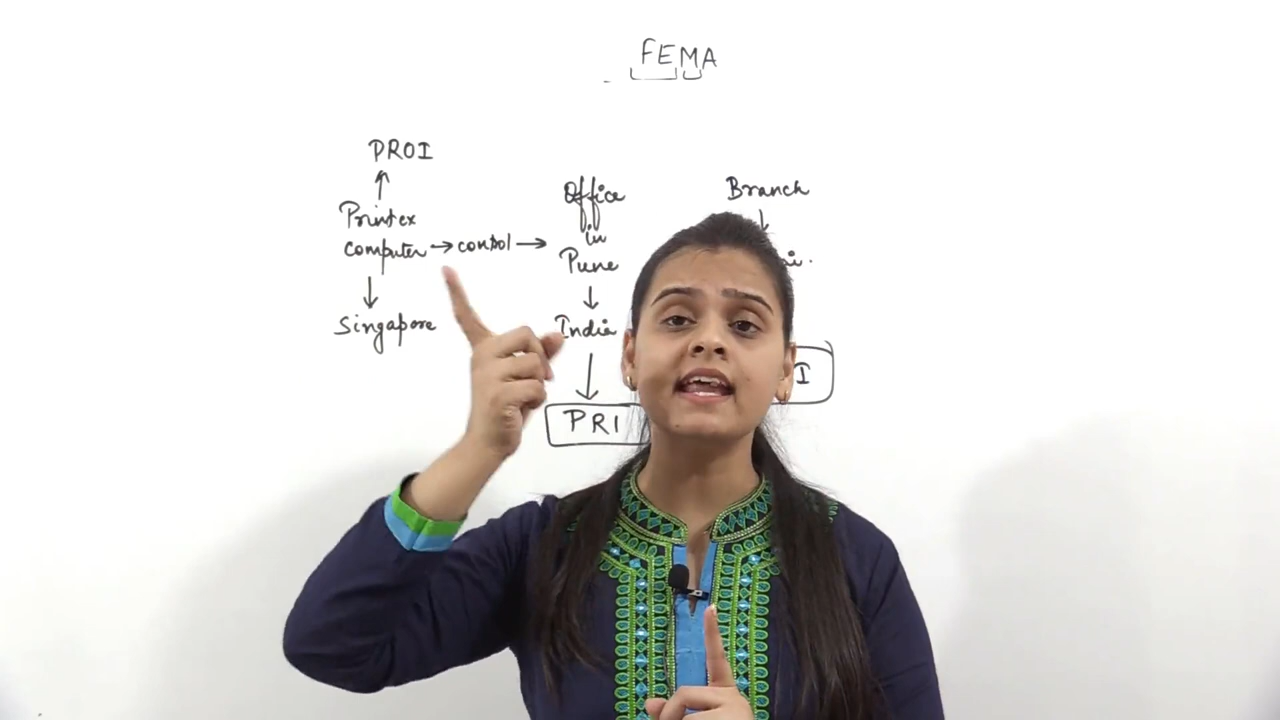 FEMA
PROI
Printex
computer → control →
Singapore
Office
in
Pune
India
PRI
Branch
I